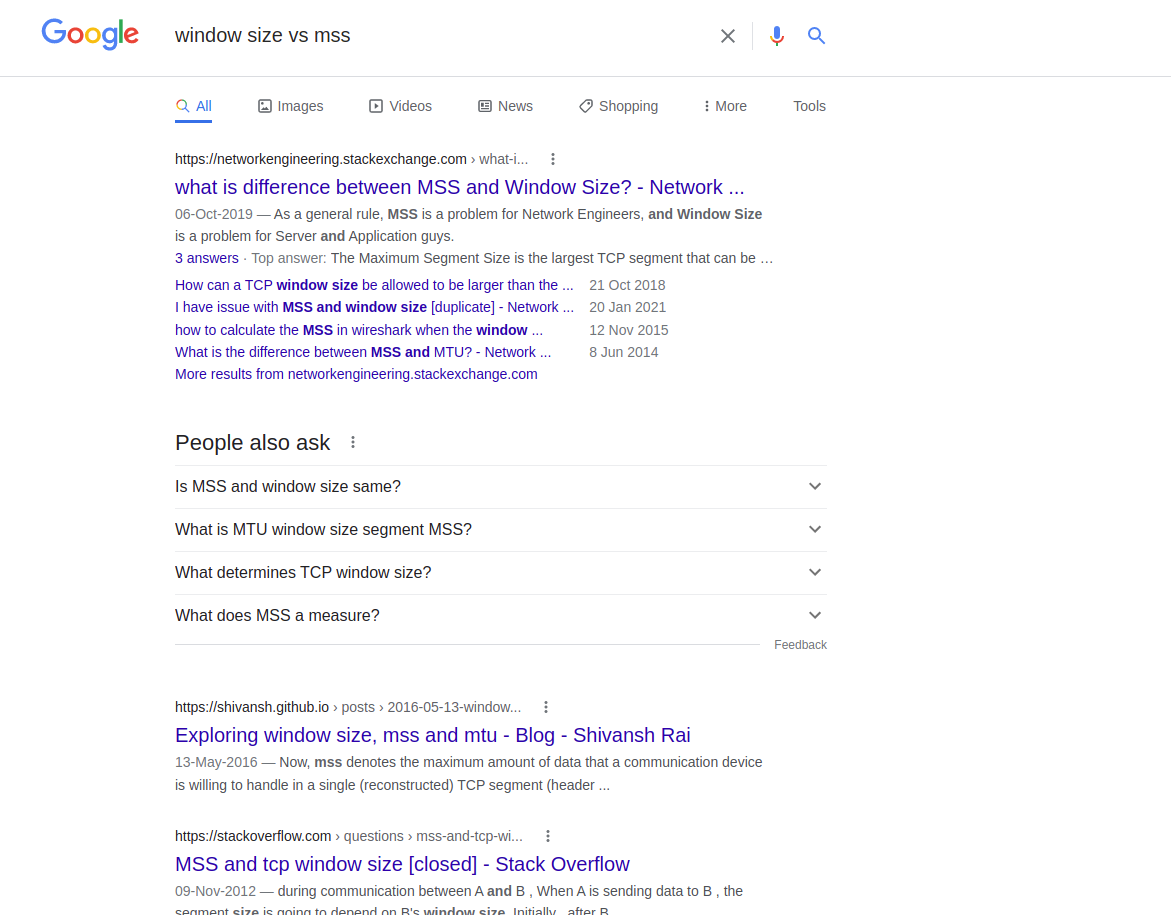 Google
window size vs mss
All Images Videos News Shopping More Tools
https://networkengineering.stackexchange.com › what-i...
what is difference between MSS and Window Size? - Network ...
06-Oct-2019 — As a general rule, MSS is a problem for Network Engineers, and Window Size
is a problem for Server and Application guys.
3 answers · Top answer: The Maximum Segment Size is the largest TCP segment that can be …
How can a TCP window size be allowed to be larger than the ... 21 Oct 2018
I have issue with MSS and window size [duplicate] - Network ... 20 Jan 2021
how to calculate the MSS in wireshark when the window ... 12 Nov 2015
What is the difference between MSS and MTU? - Network ... 8 Jun 2014
More results from networkengineering.stackexchange.com
People also ask
Is MSS and window size same?
What is MTU window size segment MSS?
What determines TCP window size?
What does MSS a measure?
Feedback
https://shivansh.github.io › posts › 2016-05-13-window...
Exploring window size, mss and mtu - Blog - Shivansh Rai
13-May-2016 — Now, mss denotes the maximum amount of data that a communication device
is willing to handle in a single (reconstructed) TCP segment (header ...
https://stackoverflow.com › questions › mss-and-tcp-wi...
MSS and tcp window size [closed] - Stack Overflow
09-Nov-2012 — during communication between A and B , When A is sending data to B , the
segment size is going to depend on B's window size. Initially , after B